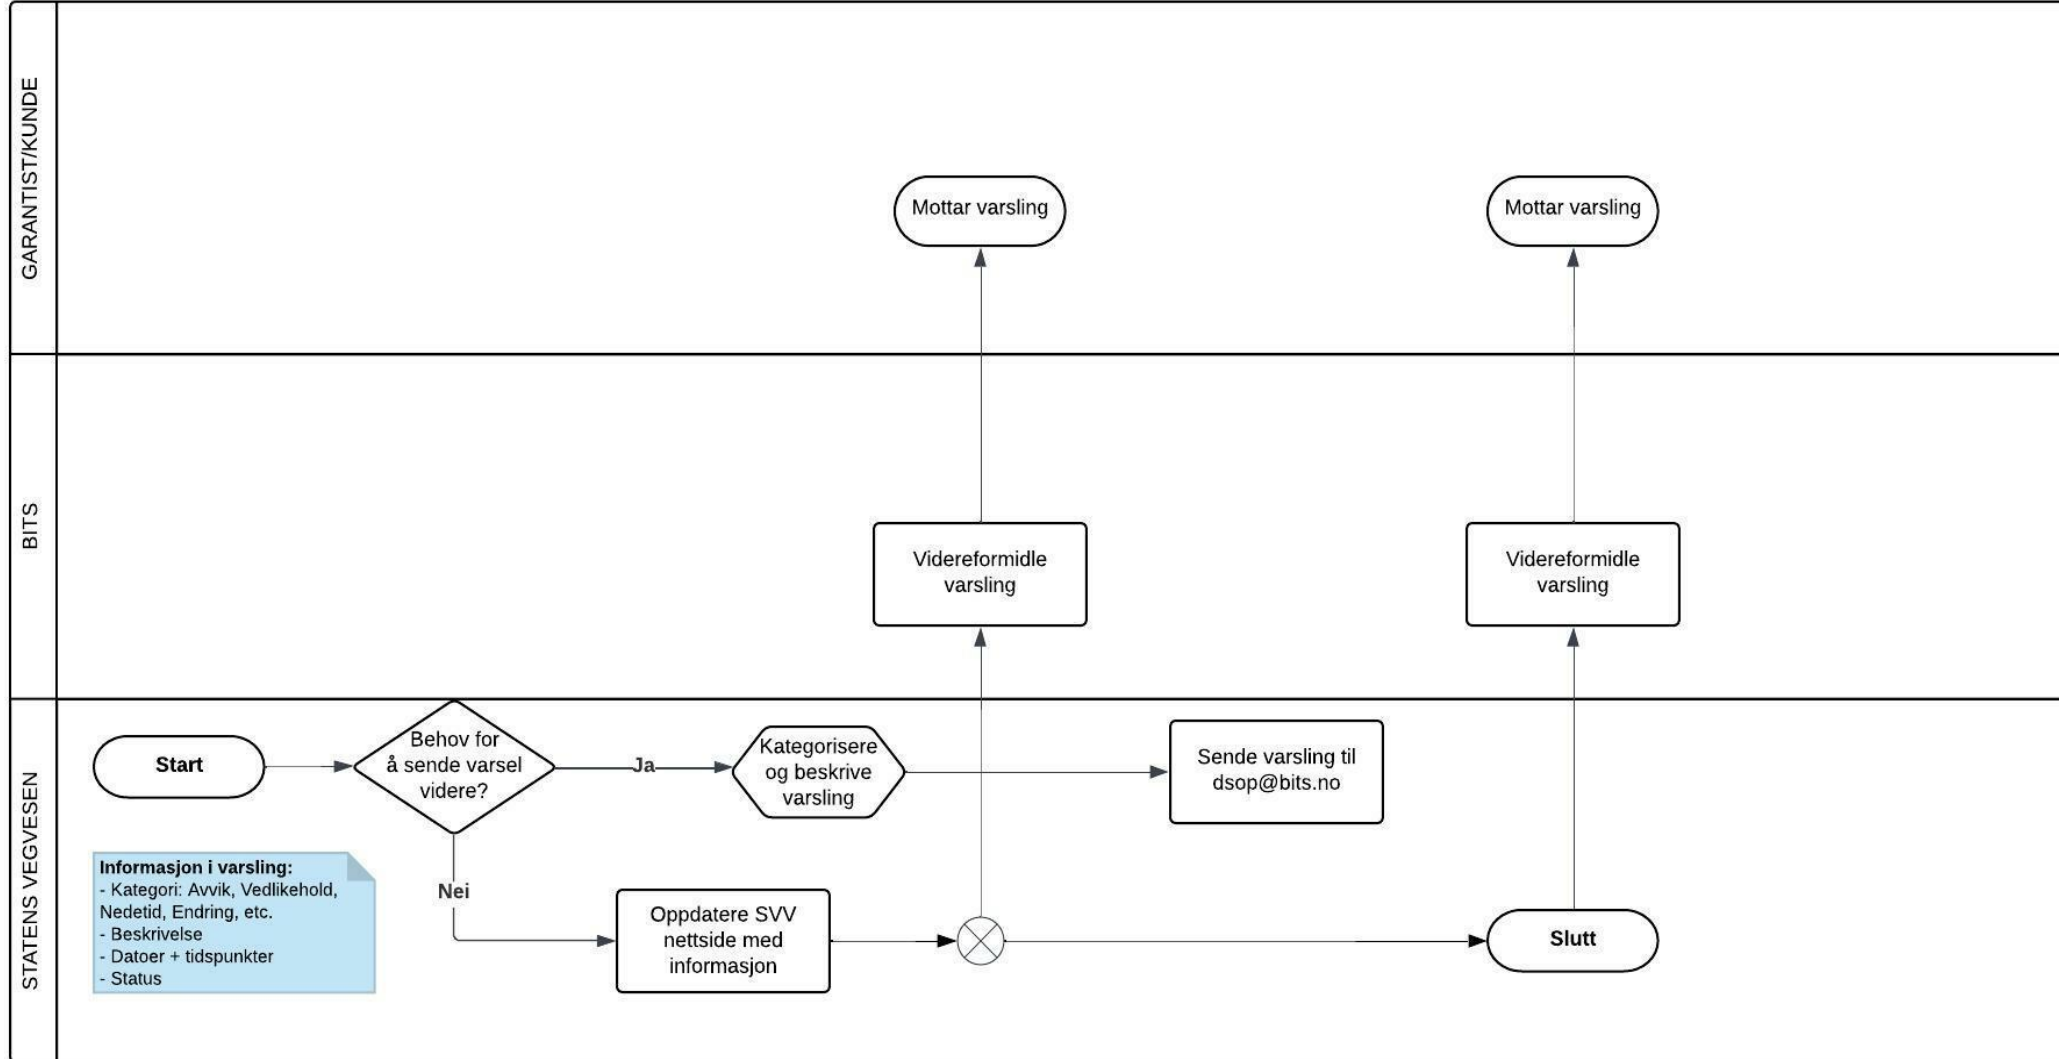 GARANTIST/KUNDE
Mottar varsling
Mottar varsling
BITS
Videreformidle
varsling
Videreformidle
varsling
STATENS VEGVESEN
Start
Behov for
å sende varsel
videre?
Ja
Kategorisere
og beskrive
varsling
Sende varsling til
dsop@bits.no
Nei
Informasjon i varsling:
- Kategori: Avvik, Vedlikehold,
Nedetid, Endring, etc.
- Beskrivelse
- Datoer + tidspunkter
- Status
Oppdatere SVV
nettside med
informasjon
Slutt